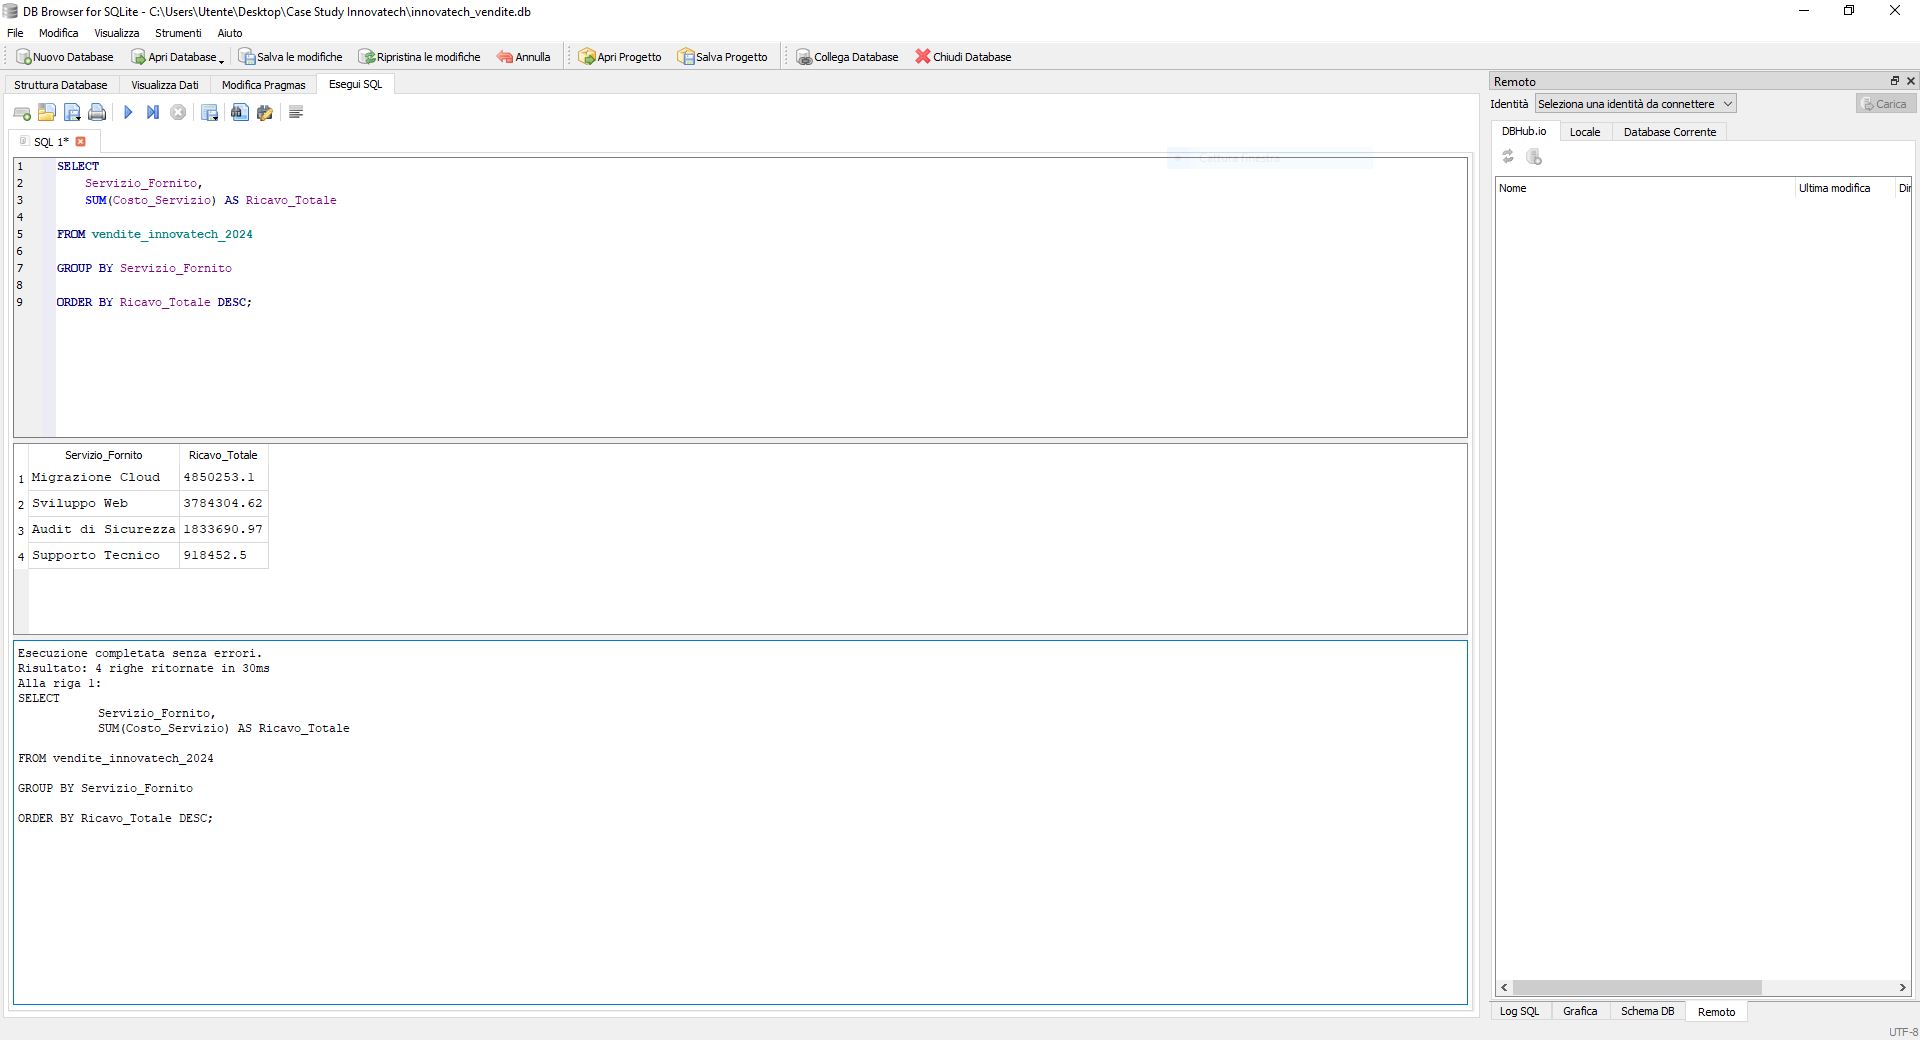 DB Browser for SQLite - C:\Users\Utente\Desktop\Case Study Innovatech\innovatech_vendite.db
File Modifica Visualizza Strumenti Aiuto
Nuovo Database Apri Database Salva le modifiche Ripristina le modifiche Annulla Apri Progetto Salva Progetto Collega Database Chiudi Database
Struttura Database Visualizza Dati Modifica Pragmas Esegui SQL
SQL 1*
1 SELECT
2 Servizio_Fornito,
3 SUM(Costo_Servizio) AS Ricavo_Totale
4
5 FROM vendite_innovatech_2024
6
7 GROUP BY Servizio_Fornito
8
9 ORDER BY Ricavo_Totale DESC;
Cattura finestra
Servizio_Fornito Ricavo_Totale
1 Migrazione Cloud 4850253.1
2 Sviluppo Web 3784304.62
3 Audit di Sicurezza 1833690.97
4 Supporto Tecnico 918452.5
Esecuzione completata senza errori.
Risultato: 4 righe ritornate in 30ms
Alla riga 1:
SELECT
Servizio_Fornito,
SUM(Costo_Servizio) AS Ricavo_Totale
FROM vendite_innovatech_2024
GROUP BY Servizio_Fornito
ORDER BY Ricavo_Totale DESC;
Remoto
Identità Seleziona una identità da connettere Carica
DBHub.io Locale Database Corrente
Nome Ultima modifica Dir
Log SQL Grafica Schema DB Remoto
UTF-8